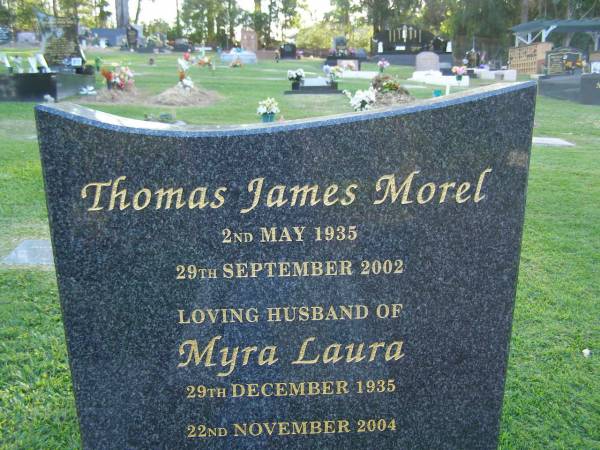 Thomas James Morel
2ND MAY 1935
29TH SEPTEMBER 2002
LOVING HUSBAND OF
Myra Laura
29TH DECEMBER 1935
22ND NOVEMBER 2004